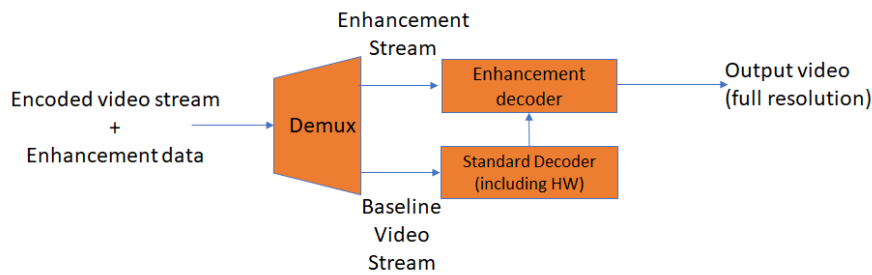 Encoded video stream
+
Enhancement data
Demux
Enhancement
Stream
Baseline
Video
Stream
Enhancement
decoder
Standard Decoder
(including HW)
Output video
(full resolution)